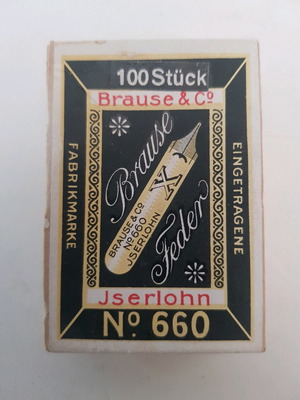 100 Stück
Brause & Cº
FABRIKMARKE
EINGETRAGENE
Brause
BRAUSE & Cº
Nº 660
JSERLOHN
Feder
Jserlohn
Nº 660